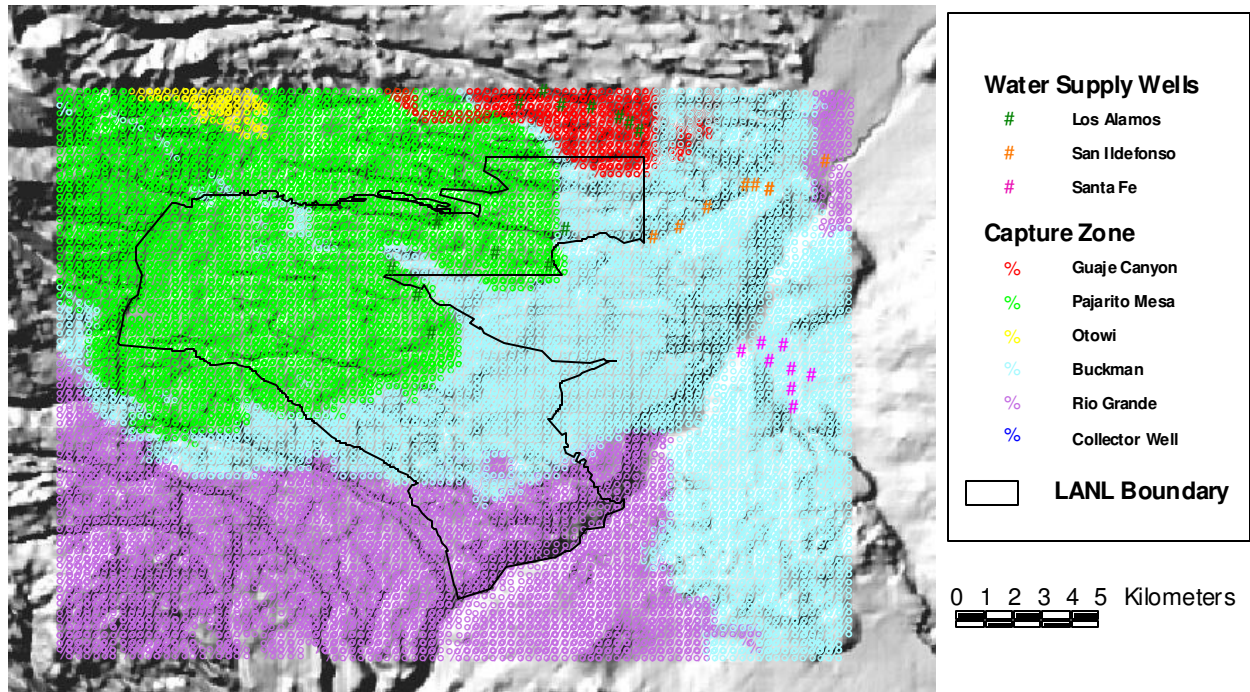 Water Supply Wells
# Los Alamos
# San Ildefonso
# Santa Fe
Capture Zone
% Guaje Canyon
% Pajarito Mesa
% Otowi
% Buckman
% Rio Grande
% Collector Well
LANL Boundary
0 1 2 3 4 5 Kilometers